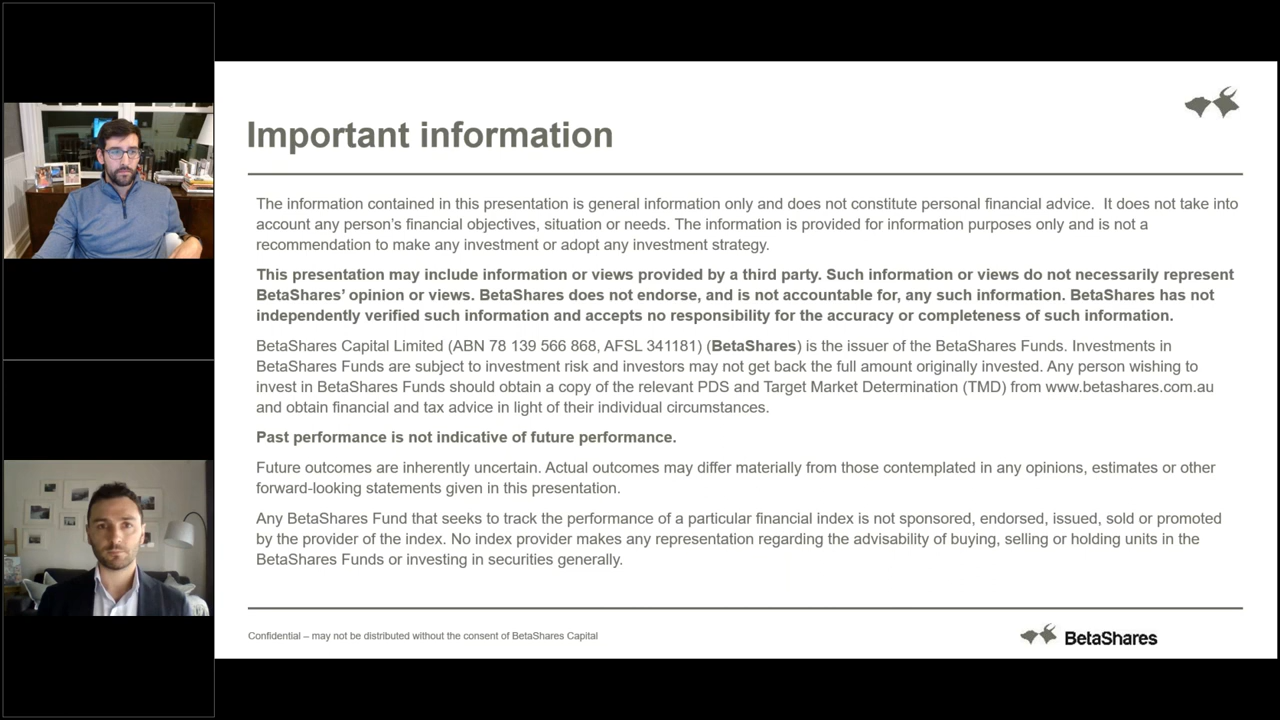 Important information
The information contained in this presentation is general information only and does not constitute personal financial advice.  It does not take into
account any person's financial objectives, situation or needs. The information is provided for information purposes only and is not a
recommendation to make any investment or adopt any investment strategy.
This presentation may include information or views provided by a third party. Such information or views do not necessarily represent
BetaShares' opinion or views. BetaShares does not endorse, and is not accountable for, any such information. BetaShares has not
independently verified such information and accepts no responsibility for the accuracy or completeness of such information.
BetaShares Capital Limited (ABN 78 139 566 868, AFSL 341181) (BetaShares) is the issuer of the BetaShares Funds. Investments in
BetaShares Funds are subject to investment risk and investors may not get back the full amount originally invested. Any person wishing to
invest in BetaShares Funds should obtain a copy of the relevant PDS and Target Market Determination (TMD) from www.betashares.com.au
and obtain financial and tax advice in light of their individual circumstances.
Past performance is not indicative of future performance.
Future outcomes are inherently uncertain. Actual outcomes may differ materially from those contemplated in any opinions, estimates or other
forward-looking statements given in this presentation.
Any BetaShares Fund that seeks to track the performance of a particular financial index is not sponsored, endorsed, issued, sold or promoted
by the provider of the index. No index provider makes any representation regarding the advisability of buying, selling or holding units in the
BetaShares Funds or investing in securities generally.
Confidential – may not be distributed without the consent of BetaShares Capital
BetaShares